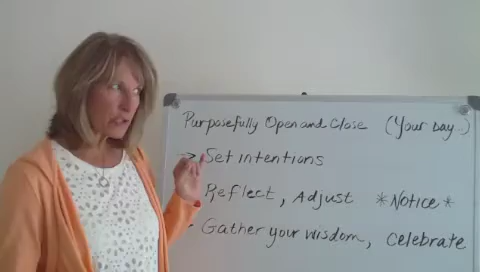 Purposefully Open and Close (Your Day...)
→ Set intentions
Reflect, Adjust *Notice*
• Gather your wisdom, Celebrate